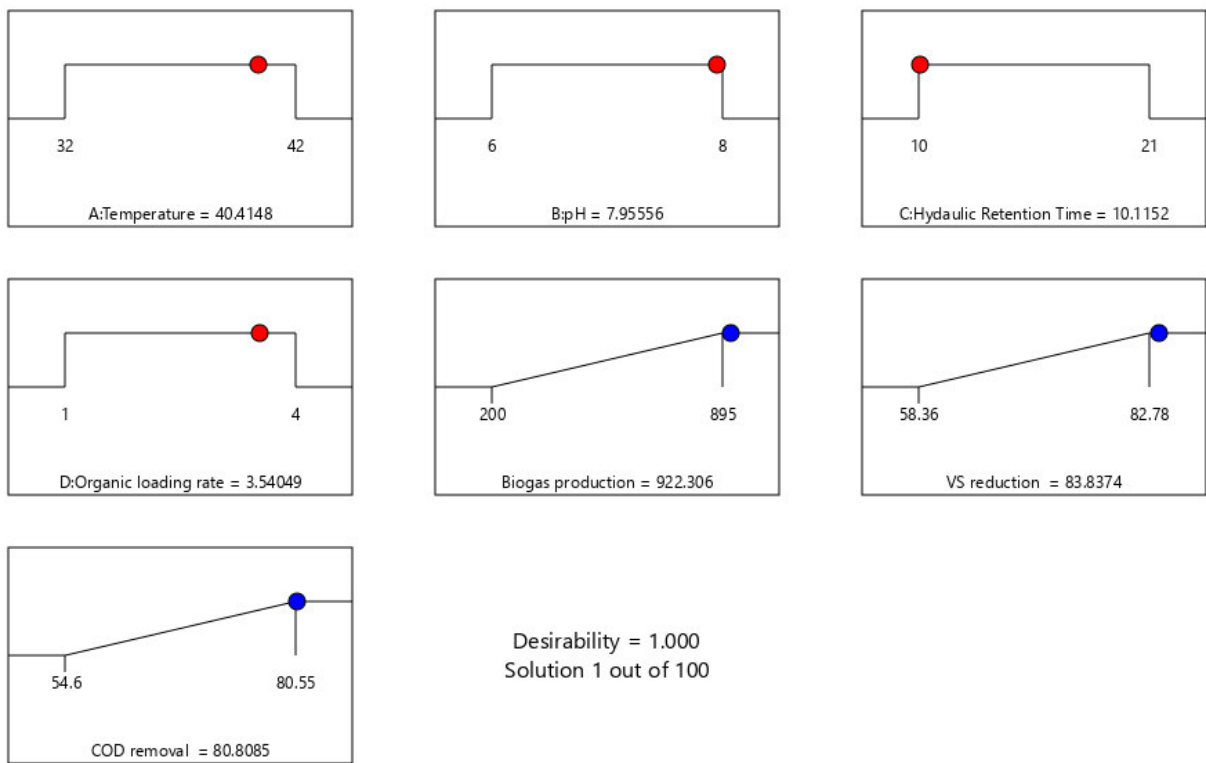 32 42
A:Temperature = 40.4148
6 8
B:pH = 7.95556
10 21
C:Hydaulic Retention Time = 10.1152
1 4
D:Organic loading rate = 3.54049
200 895
Biogas production = 922.306
58.36 82.78
VS reduction = 83.8374
54.6 80.55
COD removal = 80.8085
Desirability = 1.000
Solution 1 out of 100